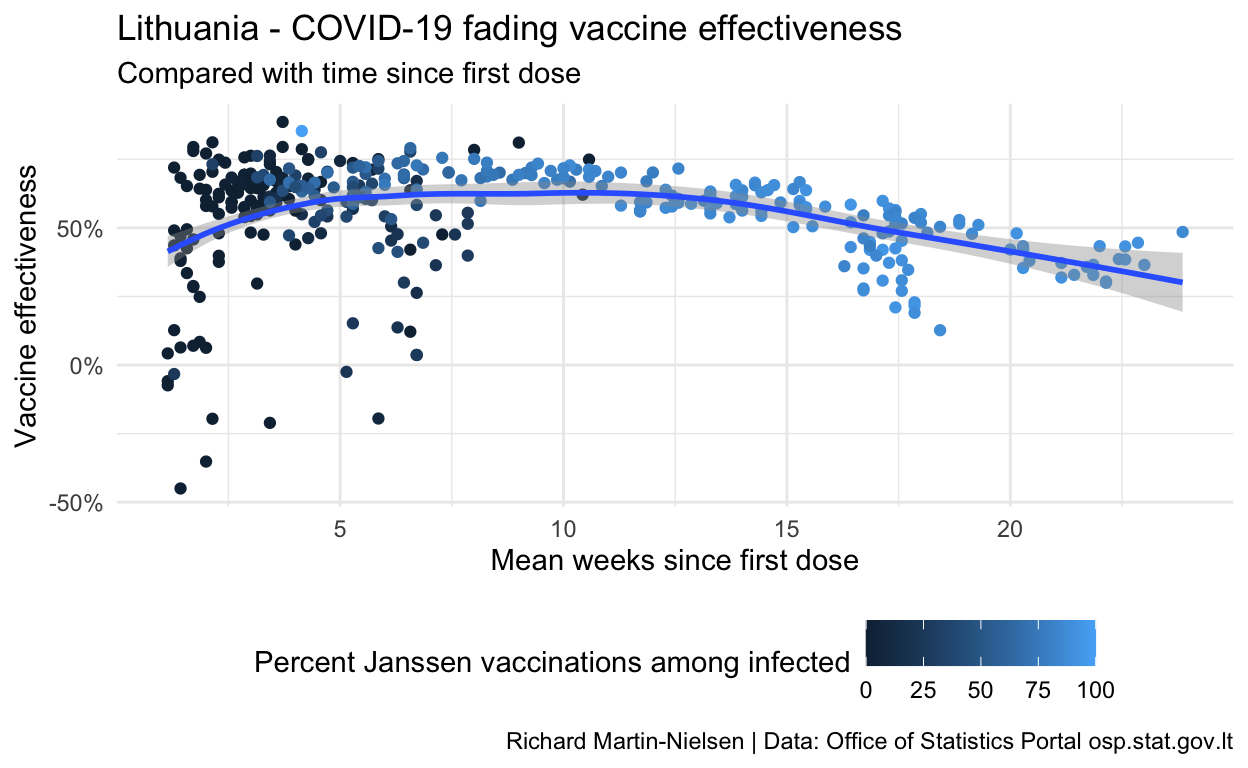 Lithuania - COVID-19 fading vaccine effectiveness
Compared with time since first dose
Vaccine effectiveness
50%
0%
-50%
5 10 15 20
Mean weeks since first dose
Percent Janssen vaccinations among infected
0 25 50 75 100
Richard Martin-Nielsen | Data: Office of Statistics Portal osp.stat.gov.lt